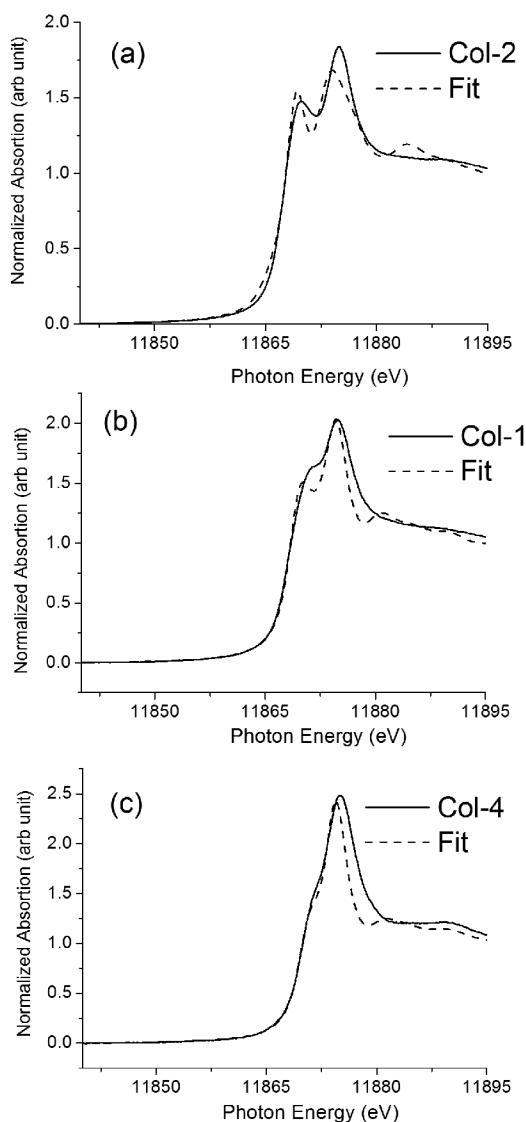 (a)
Col-2
Fit
2.0
1.5
1.0
0.5
0.0
Normalized Absortion (arb unit)
11850 11865 11880 11895
Photon Energy (eV)
(b)
Col-1
Fit
2.0
1.5
1.0
0.5
0.0
Normalized Absortion (arb unit)
11850 11865 11880 11895
Photon Energy (eV)
(c)
Col-4
Fit
2.5
2.0
1.5
1.0
0.5
0.0
Normalized Absortion (arb unit)
11850 11865 11880 11895
Photon Energy (eV)